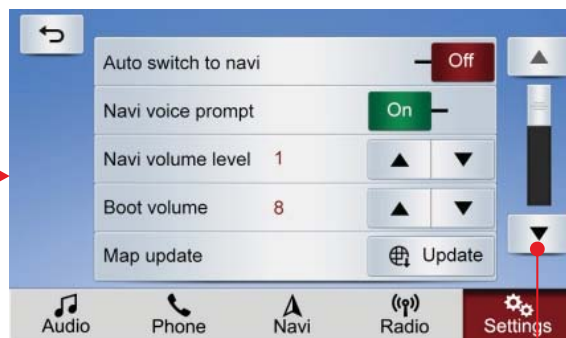 Auto switch to navi Off
Navi voice prompt On
Navi volume level 1
Boot volume 8
Map update Update
Audio Phone Navi Radio Settings